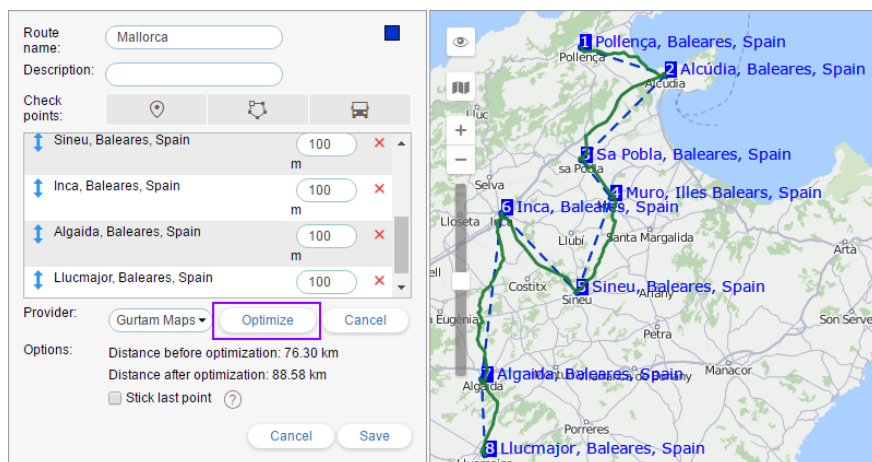 Route
name:
Mallorca
Description:
Check
points:
Sineu, Baleares, Spain
100
m
Inca, Baleares, Spain
100
m
Algaida, Baleares, Spain
100
m
Llucmajor, Baleares, Spain
100
Provider:
Gurtam Maps
Optimize
Cancel
Options:
Distance before optimization: 76.30 km
Distance after optimization: 88.58 km
Stick last point
?
Cancel
Save
1 Pollença, Baleares, Spain
Pollença
2 Alcúdia, Baleares, Spain
Alcúdia
Lluc
3 Sa Pobla, Baleares, Spain
sa Pobla
Selva
4 Muro, Illes Balears, Spain
6 Inca, Baleares, Spain
Lloseta
Inca
Llubí
Santa Margalida
Artà
5 Sineu, Baleares, Spain
Costitx
Sineu
Son Serve
Petra
7 Algaida, Baleares, Spain
Manacor
Algaida
Porreres
8 Llucmajor, Baleares, Spain